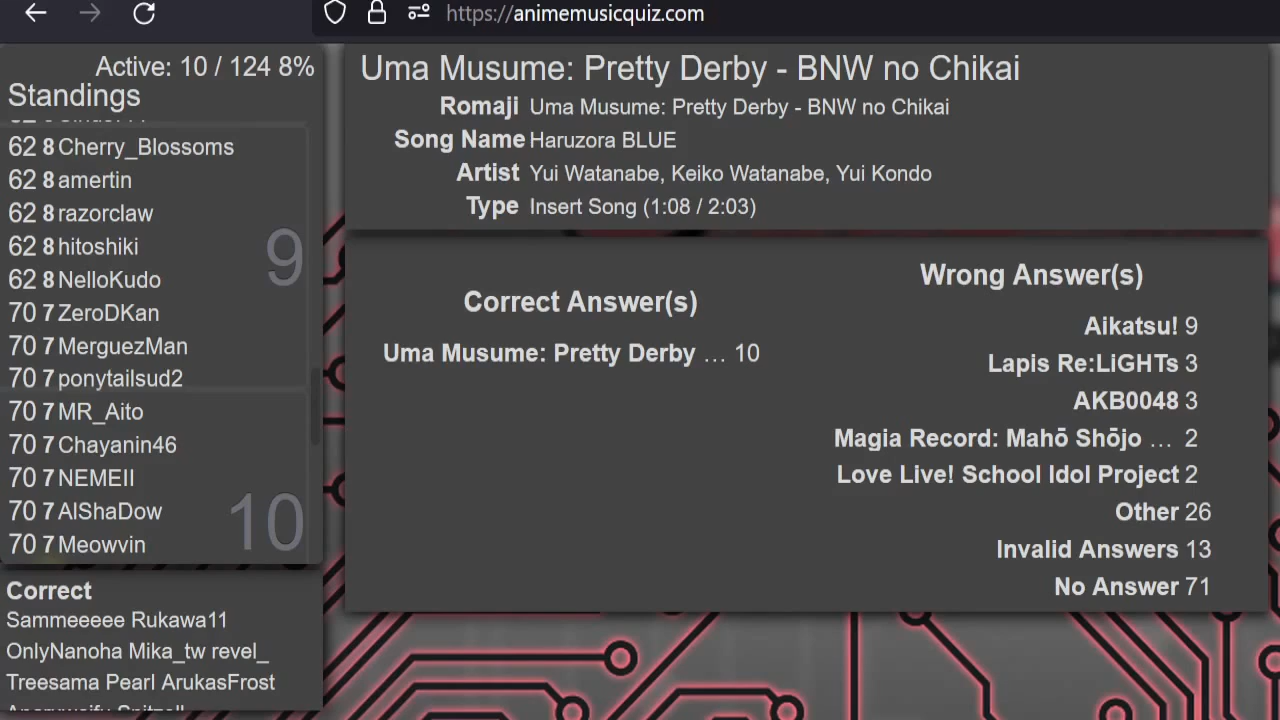 https://animemusicquiz.com
Active: 10 / 124 8%
Standings
62 8 Cherry_Blossoms
62 8 amertin
62 8 razorclaw
62 8 hitoshiki
9
62 8 NelloKudo
70 7 ZeroDKan
70 7 MerguezMan
70 7 ponytailsud2
70 7 MR_Aito
70 7 Chayanin46
70 7 NEMEII
70 7 AlShaDow
10
70 7 Meowvin
Correct
Sammeeeee Rukawa11
OnlyNanoha Mika_tw revel_
Treesama Pearl ArukasFrost
Uma Musume: Pretty Derby - BNW no Chikai
Romaji Uma Musume: Pretty Derby - BNW no Chikai
Song Name Haruzora BLUE
Artist Yui Watanabe, Keiko Watanabe, Yui Kondo
Type Insert Song (1:08 / 2:03)
Correct Answer(s)
Uma Musume: Pretty Derby … 10
Wrong Answer(s)
Aikatsu! 9
Lapis Re:LiGHTs 3
AKB0048 3
Magia Record: Mahō Shōjo … 2
Love Live! School Idol Project 2
Other 26
Invalid Answers 13
No Answer 71